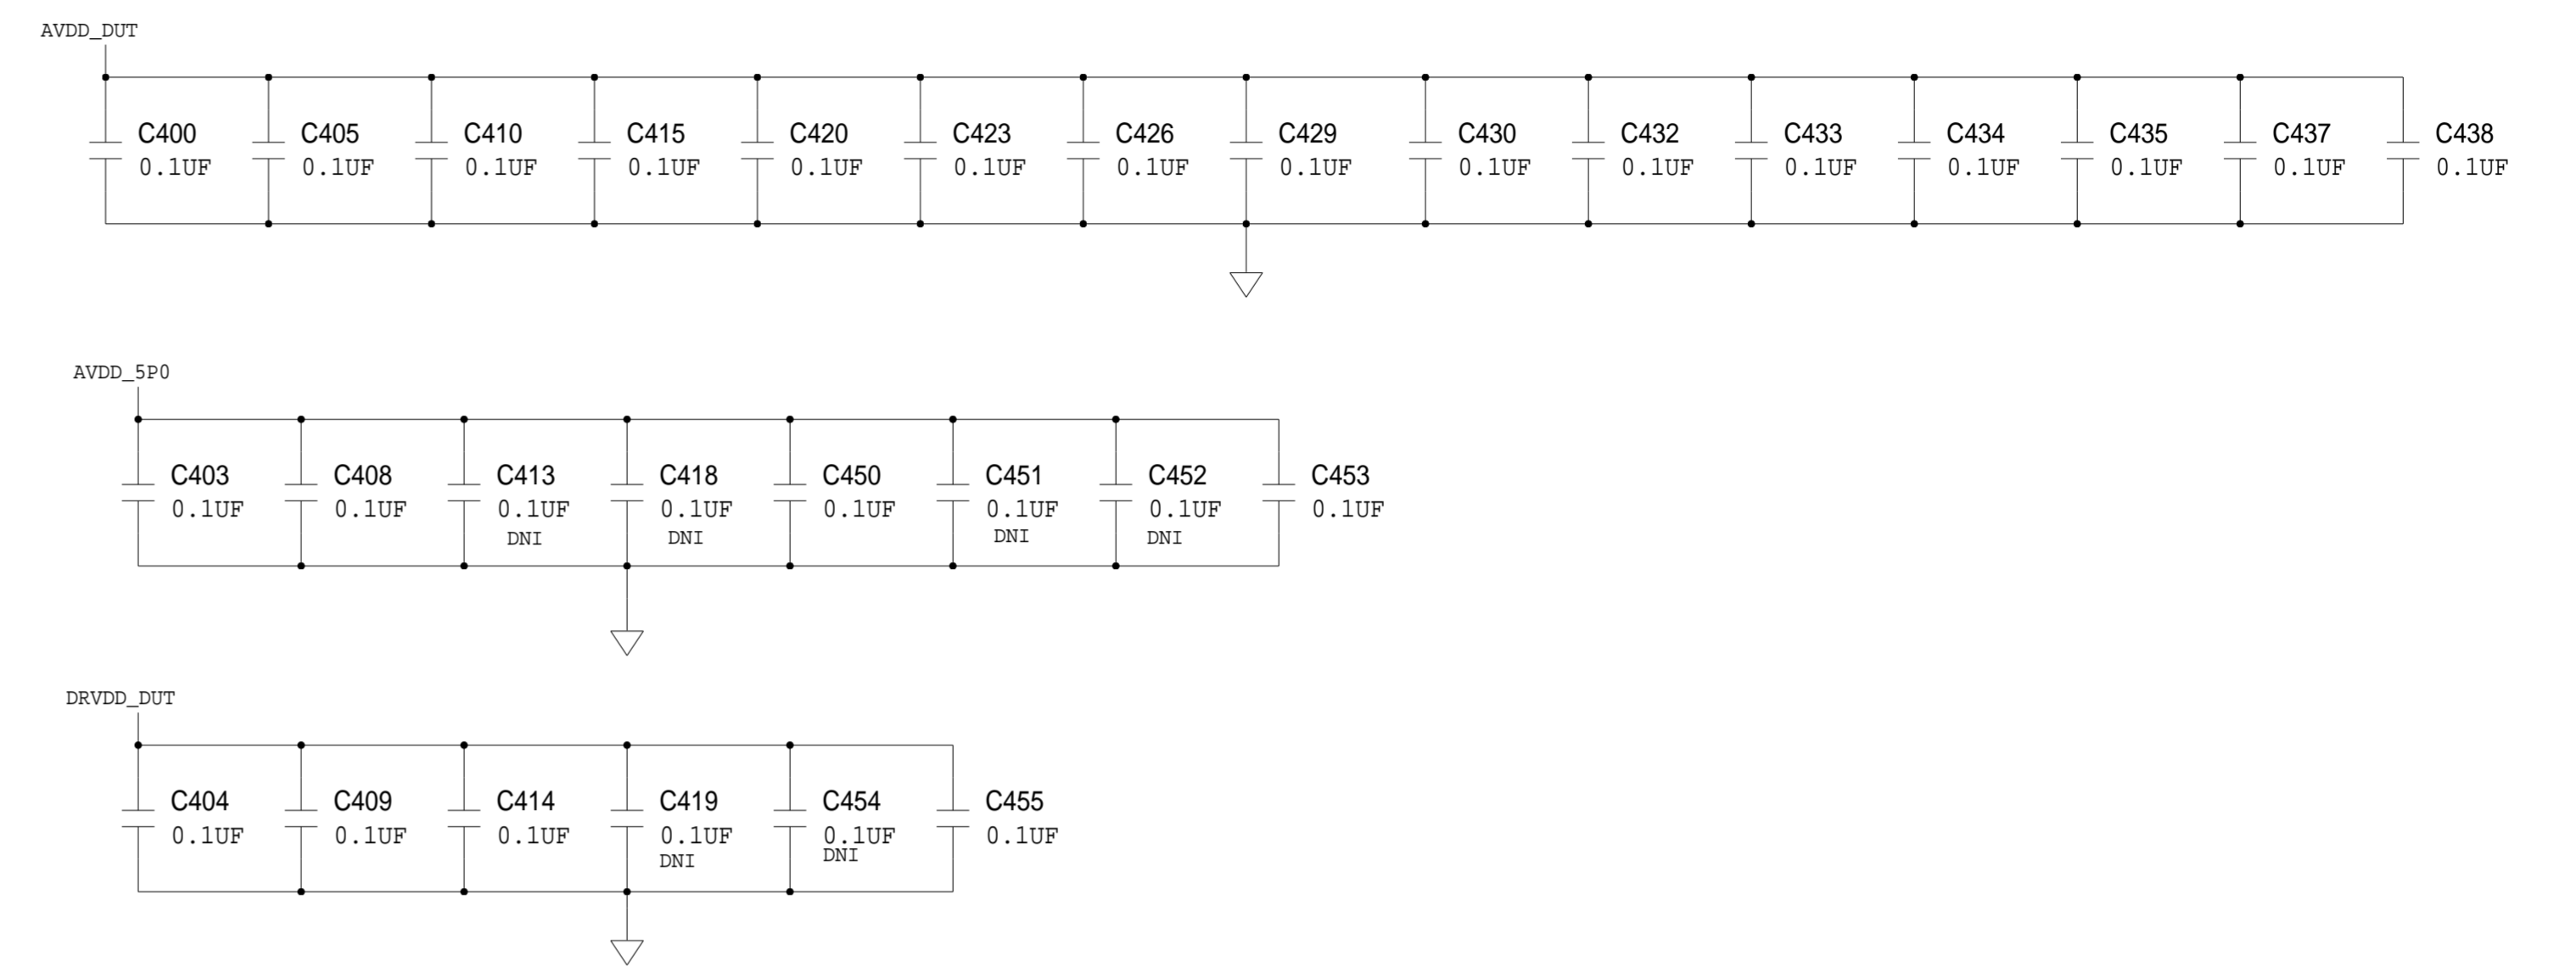 AVDD_DUT
C400 C405 C410 C415 C420 C423 C426 C429 C430 C432 C433 C434 C435 C437 C438
0.1UF 0.1UF 0.1UF 0.1UF 0.1UF 0.1UF 0.1UF 0.1UF 0.1UF 0.1UF 0.1UF 0.1UF 0.1UF 0.1UF 0.1UF
AVDD_5P0
C403 C408 C413 C418 C450 C451 C452 C453
0.1UF 0.1UF 0.1UF 0.1UF 0.1UF 0.1UF 0.1UF 0.1UF
DNI DNI DNI DNI
DRVDD_DUT
C404 C409 C414 C419 C454 C455
0.1UF 0.1UF 0.1UF 0.1UF 0.1UF 0.1UF
DNI DNI